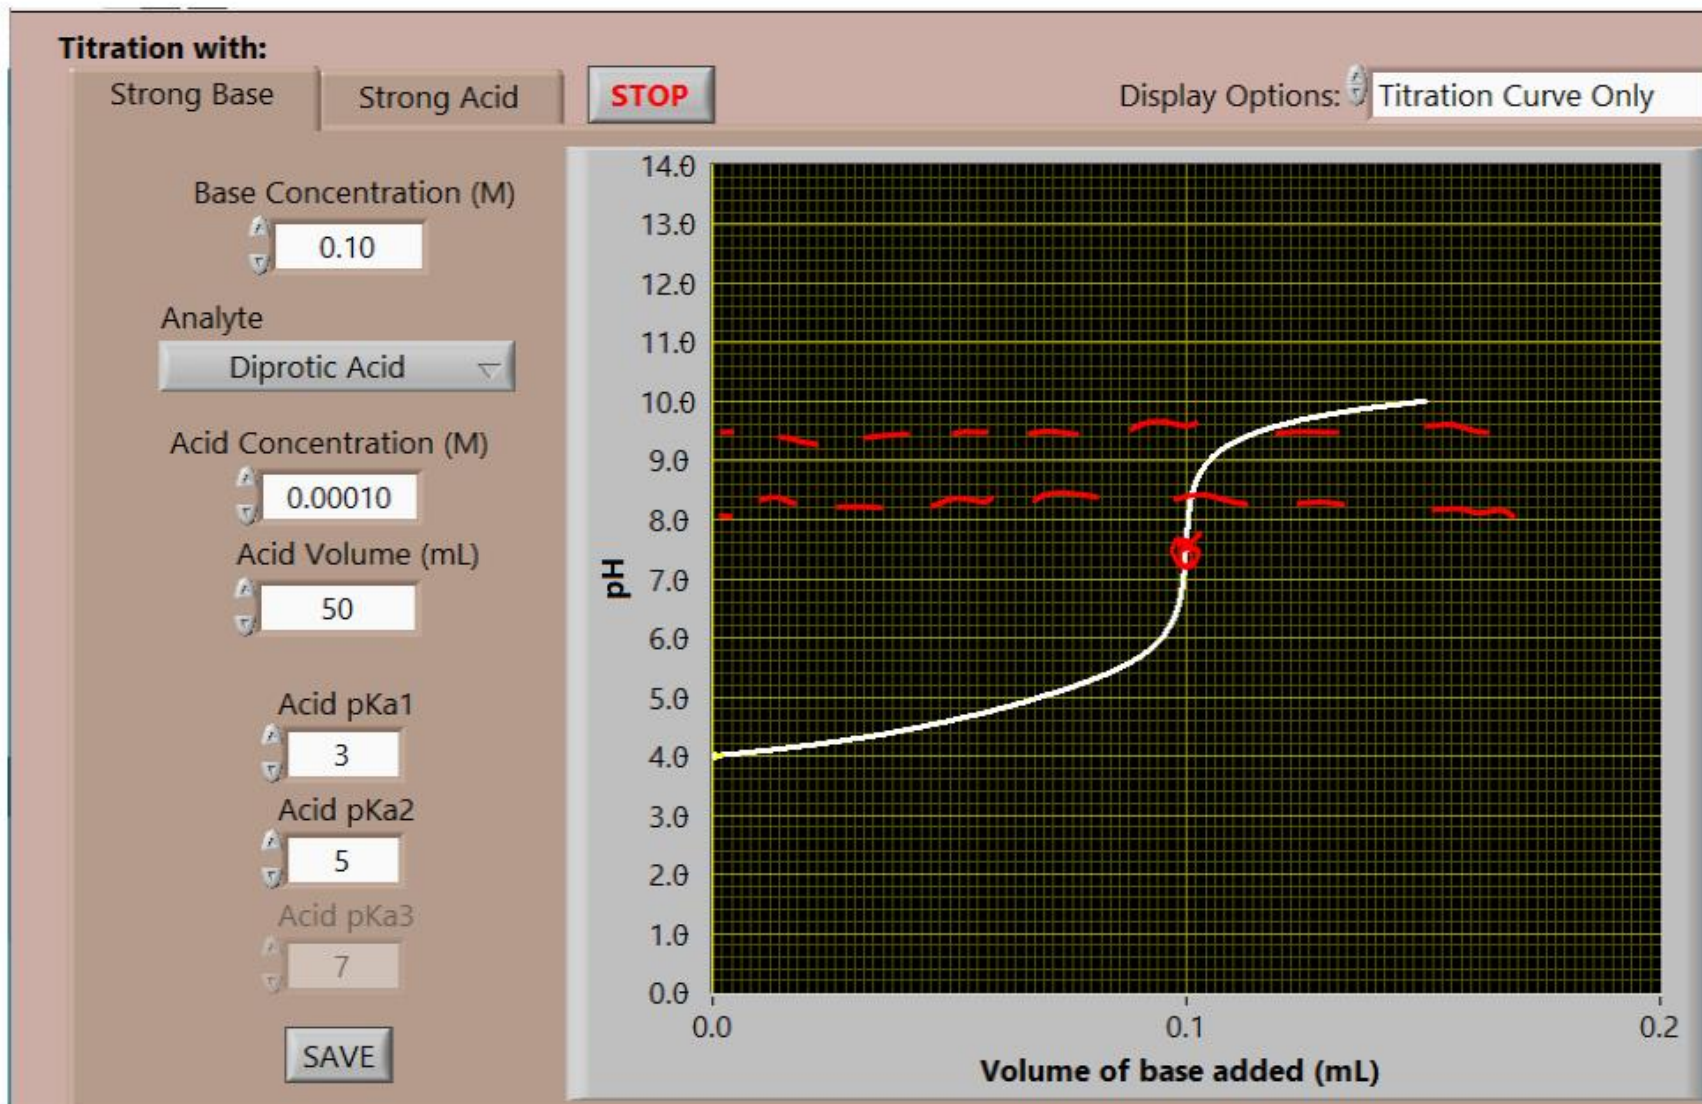 Titration with:
Strong Base
Strong Acid
STOP
Display Options:
Titration Curve Only
Base Concentration (M)
0.10
Analyte
Diprotic Acid
Acid Concentration (M)
0.00010
Acid Volume (mL)
50
Acid pKa1
3
Acid pKa2
5
Acid pKa3
7
SAVE
pH
14.0
13.0
12.0
11.0
10.0
9.0
8.0
7.0
6.0
5.0
4.0
3.0
2.0
1.0
0.0
0.0
0.1
0.2
Volume of base added (mL)